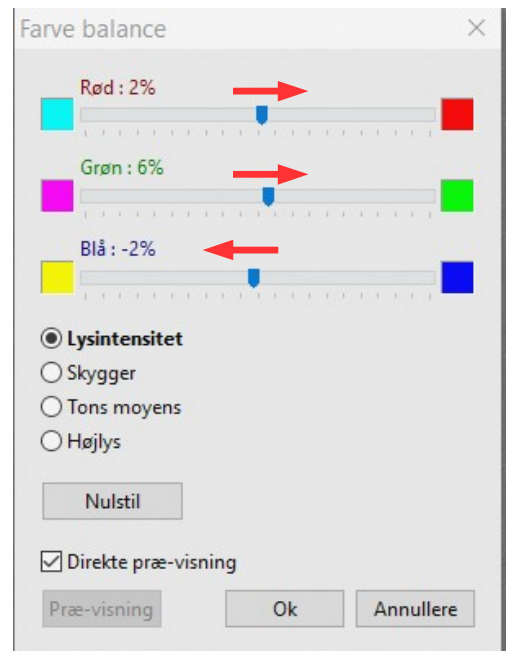 Farve balance
Rød : 2%
Grøn : 6%
Blå : -2%
Lysintensitet
Skygger
Tons moyens
Højlys
Nulstil
Direkte præ-visning
Præ-visning Ok Annullere